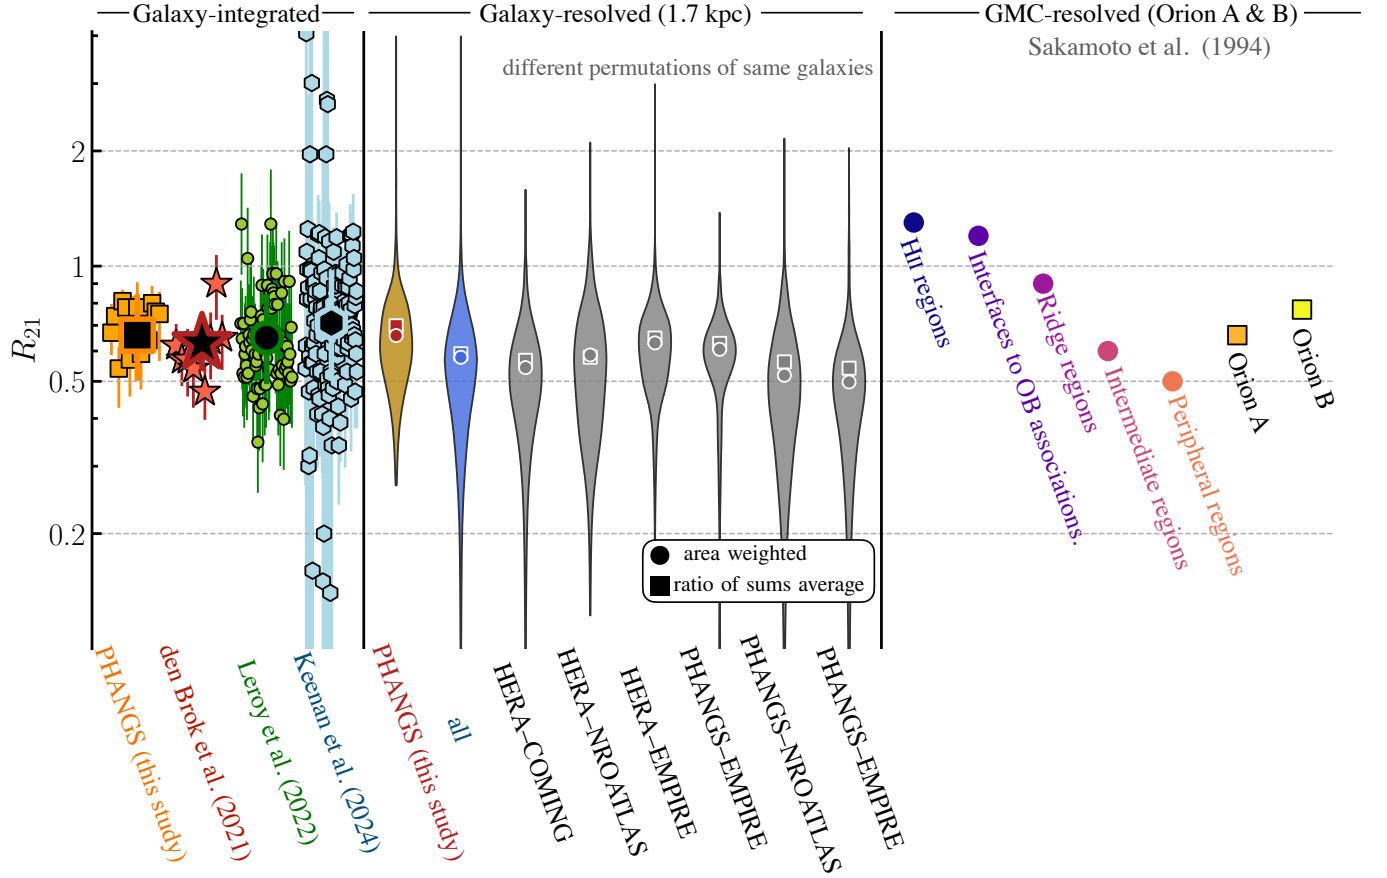 Galaxy-integrated
Galaxy-resolved (1.7 kpc)
GMC-resolved (Orion A & B)
Sakamoto et al. (1994)
different permutations of same galaxies
R21
2
1
0.5
0.2
area weighted
ratio of sums average
HII regions
Interfaces to OB associations.
Ridge regions
Intermediate regions
Peripheral regions
Orion A
Orion B
PHANGS (this study)
den Brok et al. (2021)
Leroy et al. (2022)
Keenan et al. (2024)
PHANGS (this study)
all
HERA–COMING
HERA–NROATLAS
HERA–EMPIRE
PHANGS–EMPIRE
PHANGS–NROATLAS
PHANGS–EMPIRE